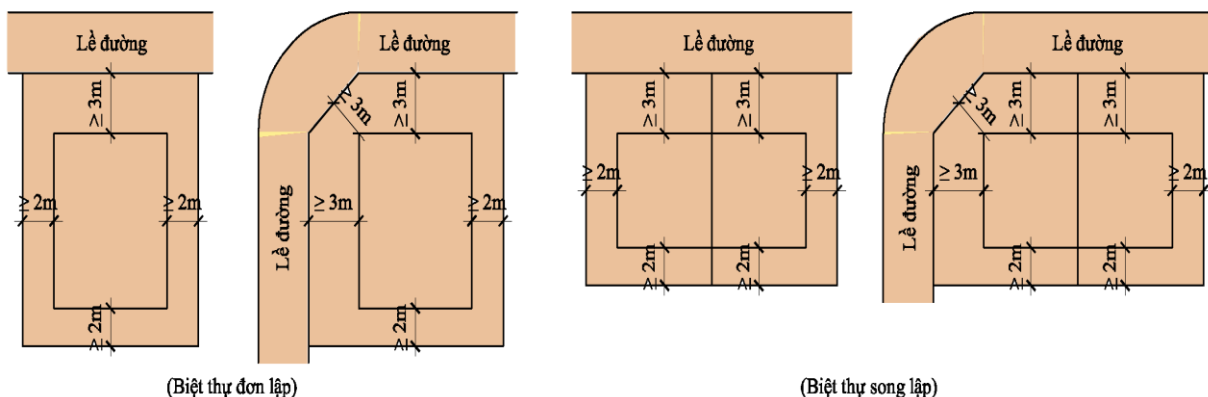 Lề đường
≥ 3m
≥ 2m
≥ 2m
≥ 2m
Lề đường
≥ 3m
≥ 3m
≥ 3m
Lề đường
≥ 2m
≥ 2m
(Biệt thự đơn lập)
Lề đường
≥ 3m
≥ 3m
≥ 2m
≥ 2m
≥ 2m
≥ 2m
Lề đường
≥ 3m
≥ 3m
≥ 3m
≥ 3m
Lề đường
≥ 2m
≥ 2m
≥ 2m
(Biệt thự song lập)